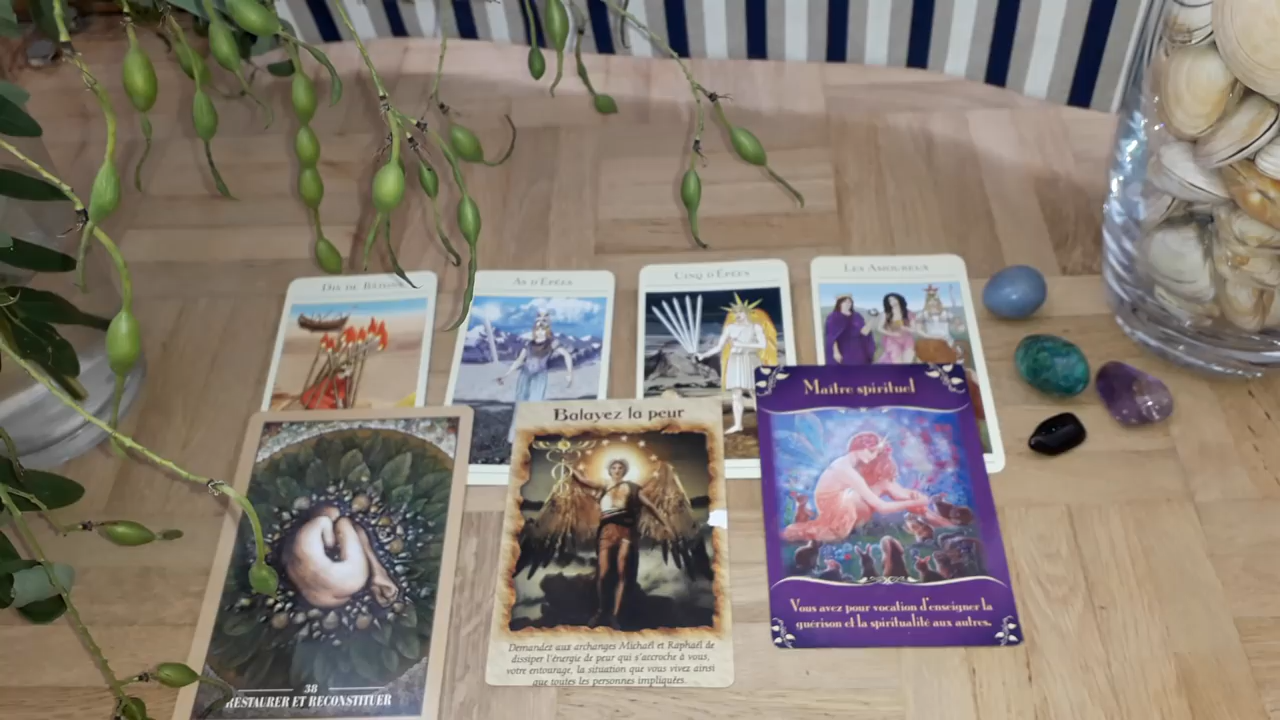 DIX DE BÂTONS
AS D'ÉPÉES
CINQ D'ÉPÉES
LES AMOUREUX
38
RESTAURER ET RECONSTITUER
Balayez la peur
Demandez aux archanges Michaël et Raphaël de
dissiper l'énergie de peur qui s'accroche à vous,
votre entourage, la situation que vous vivez ainsi
que toutes les personnes impliquées.
Maître spirituel
Vous avez pour vocation d'enseigner la
guérison et la spiritualité aux autres.